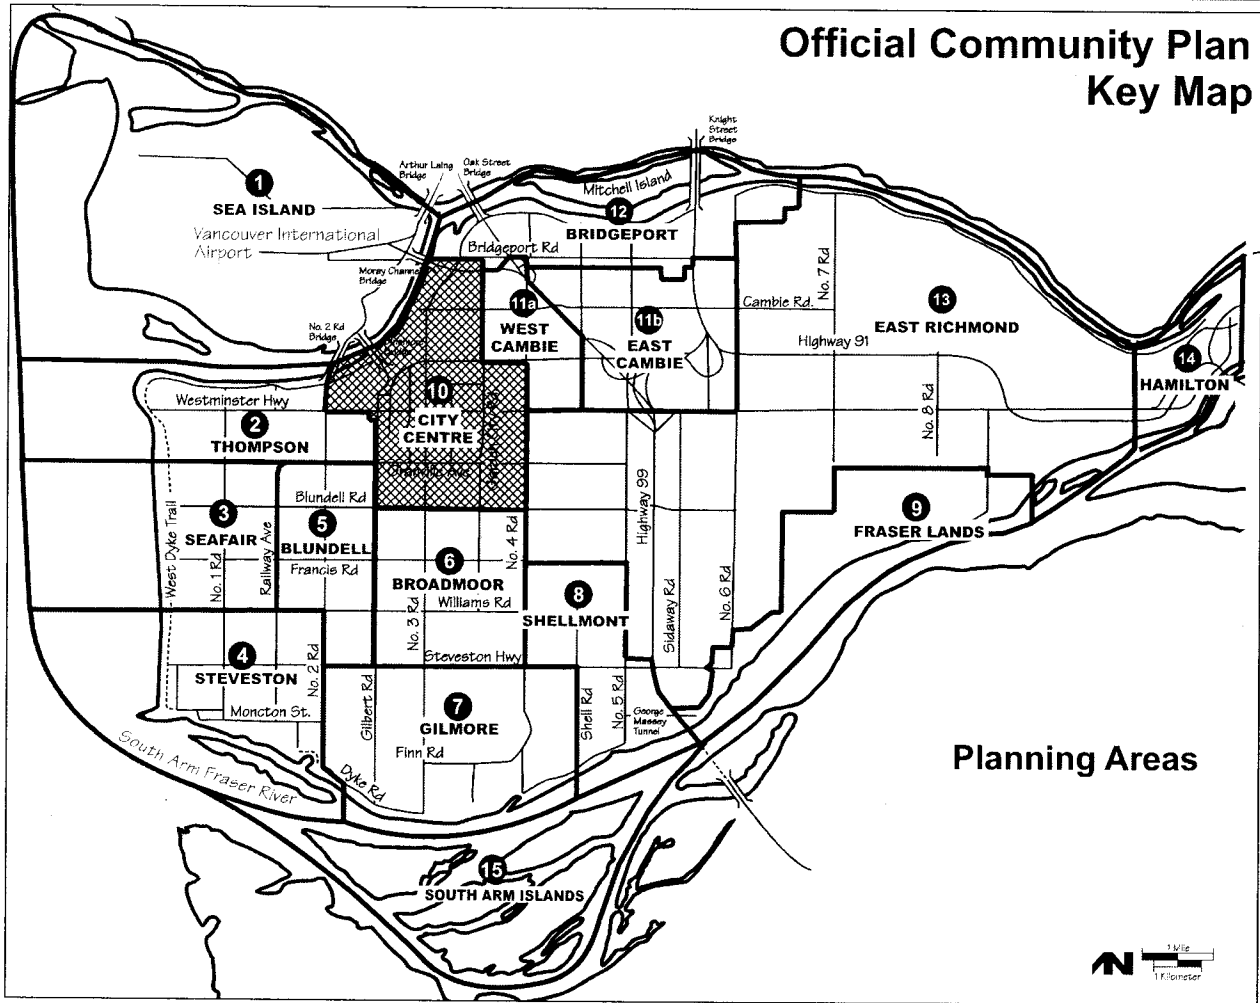 Official Community Plan
Key Map
Knight
Street
Bridge
Arthur Laing
Bridge
Oak Street
Bridge
Mitchell Island
1
SEA ISLAND
12
BRIDGEPORT
Vancouver International
Airport
Bridgeport Rd
Moray Channel
Bridge
No. 7 Rd
11a
WEST
CAMBIE
11b
EAST
CAMBIE
Cambie Rd.
13
EAST RICHMOND
No. 2 Rd
Bridge
Highway 91
14
HAMILTON
10
CITY
CENTRE
Westminster Hwy
2
THOMPSON
No. 8 Rd
Granville Ave
Blundell Rd
3
SEAFAIR
West Dyke Trail
No. 1 Rd
Railway Ave
5
BLUNDELL
Francis Rd
6
BROADMOOR
Williams Rd
No. 3 Rd
No. 4 Rd
Highway 99
9
FRASER LANDS
8
SHELLMONT
Sidaway Rd
No. 6 Rd
4
STEVESTON
No. 2 Rd
Steveston Hwy
Moncton St.
Gilbert Rd
7
GILMORE
Finn Rd
Shell Rd
No. 5 Rd
George
Massey
Tunnel
South Arm Fraser River
Dyke Rd
Planning Areas
15
SOUTH ARM ISLANDS
N
1 Mile
1 Kilometer